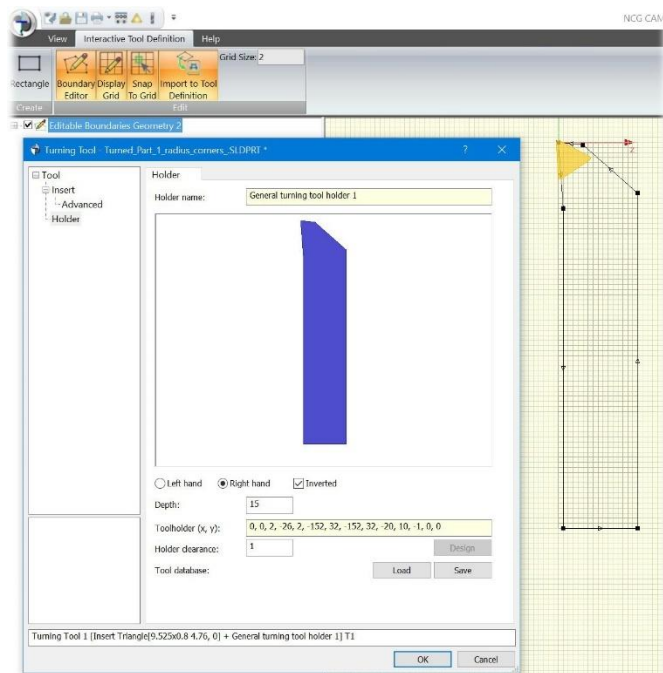 NCG CAM
View Interactive Tool Definition Help
Rectangle Boundary Editor Display Grid Snap To Grid Import to Tool Definition Grid Size: 2
Create Edit
Editable Boundaries Geometry 2
Turning Tool - Turned_Part_1_radius_corners_.SLDPRT * ?
Tool
Insert
Advanced
Holder
Holder
Holder name: General turning tool holder 1
Left hand Right hand Inverted
Depth: 15
Toolholder (x, y): 0, 0, 2, -26, 2, -152, 32, -152, 32, -20, 10, -1, 0, 0
Holder clearance: 1 Design
Tool database: Load Save
Turning Tool 1 [Insert Triangle[9.525x0.8 4.76, 0] + General turning tool holder 1] T1
OK Cancel
Z